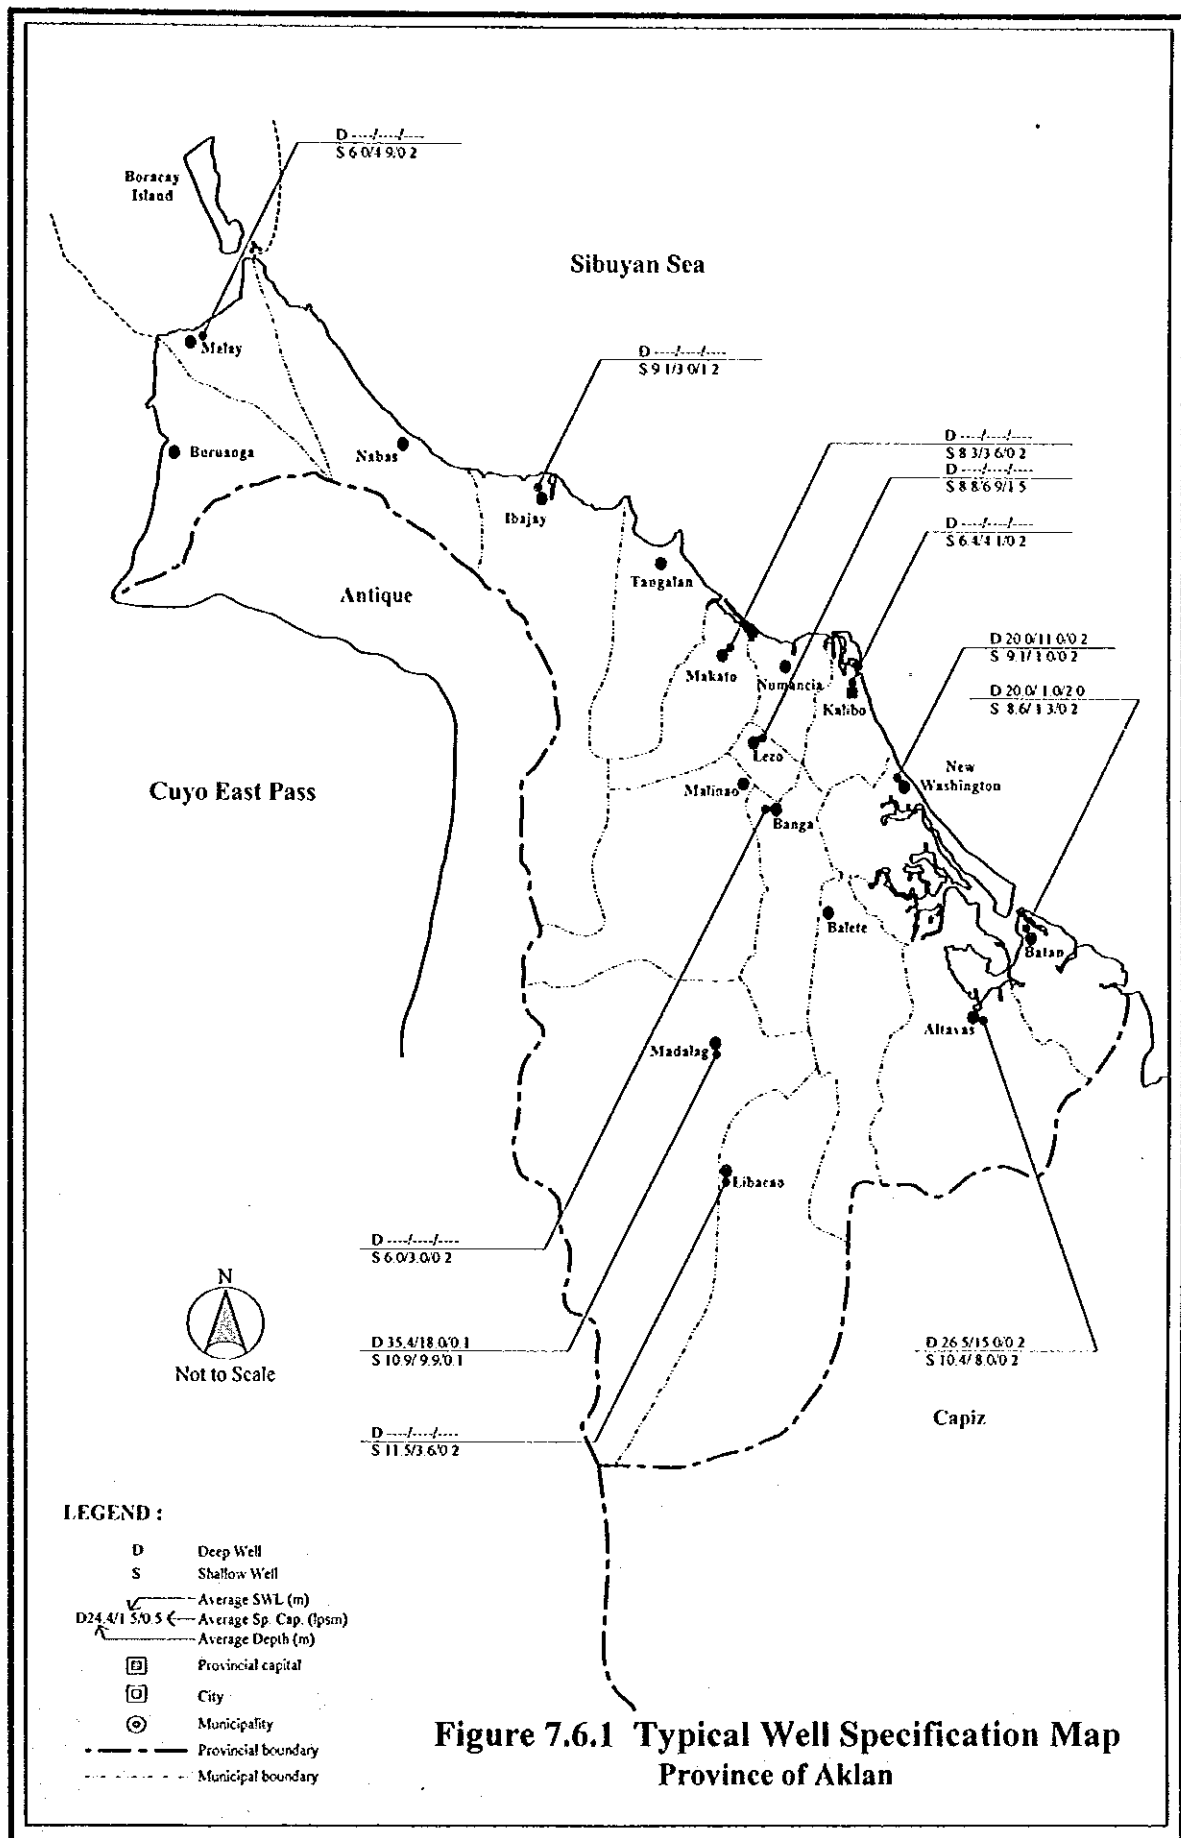 D ----/----/----
S 6.0/4.9/0.2
Boracay
Island
Sibuyan Sea
Malay
D ----/----/----
S 9.1/3.0/1.2
Buruanga
Nabas
D ----/----/----
S 8.3/3.6/0.2
D ----/----/----
S 8.8/6.9/1.5
Ibajay
D ----/----/----
S 6.4/4.1/0.2
Tangalan
Antique
D 20.0/11.0/0.2
S 9.1/1.0/0.2
Makato
Numancia
Kalibo
D 20.0/1.0/2.0
S 8.6/1.3/0.2
Lezo
New
Washington
Cuyo East Pass
Malinao
Banga
Balete
Batan
Altavas
Madalag
Libacao
D ----/----/----
S 6.0/3.0/0.2
N
Not to Scale
D 35.4/18.0/0.1
S 10.9/9.9/0.1
D 26.5/15.0/0.2
S 10.4/8.0/0.2
Capiz
D ----/----/----
S 11.5/3.6/0.2
LEGEND :
D Deep Well
S Shallow Well
Average SWL (m)
D24.4/1.5/0.5 Average Sp. Cap. (lpsm)
Average Depth (m)
Provincial capital
City
Municipality
Provincial boundary
Municipal boundary
Figure 7.6.1 Typical Well Specification Map
Province of Aklan